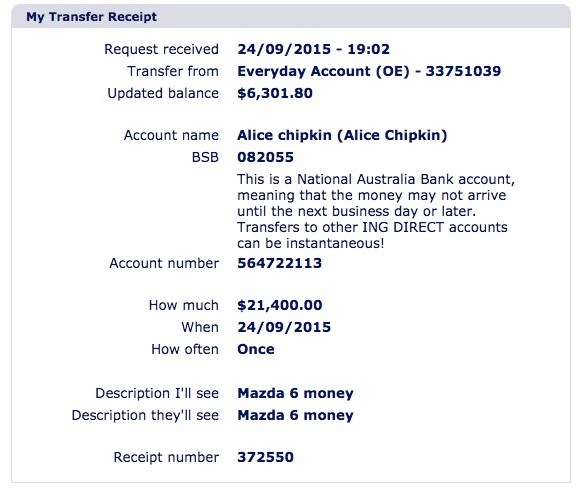 My Transfer Receipt
Request received 24/09/2015 - 19:02
Transfer from Everyday Account (OE) - 33751039
Updated balance $6,301.80
Account name Alice chipkin (Alice Chipkin)
BSB 082055
This is a National Australia Bank account,
meaning that the money may not arrive
until the next business day or later.
Transfers to other ING DIRECT accounts
can be instantaneous!
Account number 564722113
How much $21,400.00
When 24/09/2015
How often Once
Description I'll see Mazda 6 money
Description they'll see Mazda 6 money
Receipt number 372550